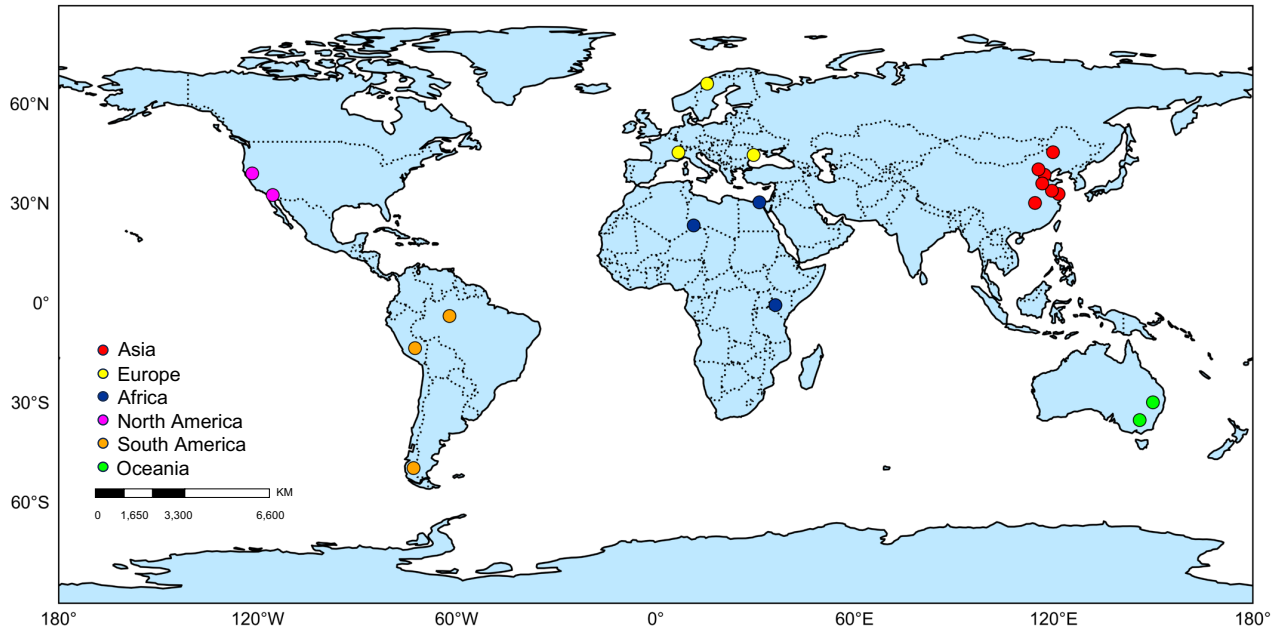 60°N
30°N
0°
30°S
60°S
Asia
Europe
Africa
North America
South America
Oceania
KM
0 1,650 3,300 6,600
180° 120°W 60°W 0° 60°E 120°E 180°